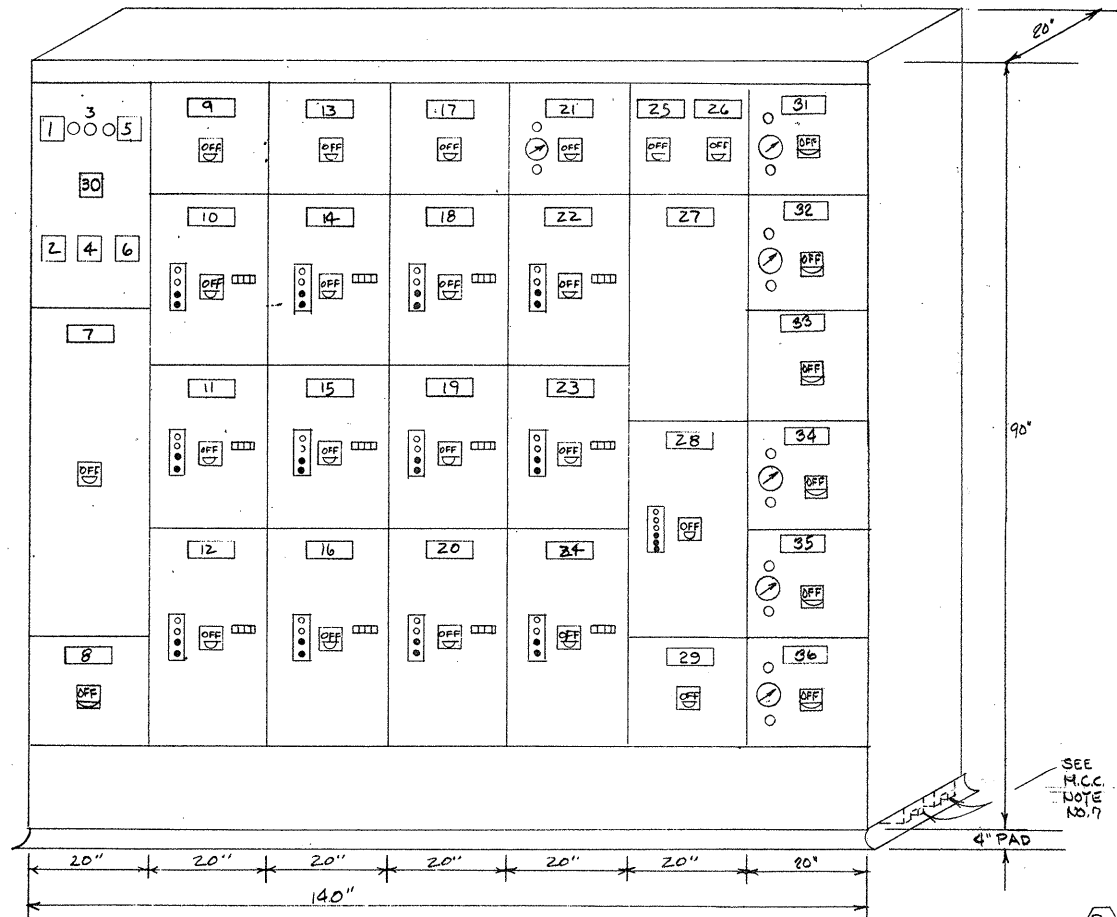 20"
3
1 5
30
2 4 6
7
OFF
8
OFF
9
OFF
10
OFF
11
OFF
12
OFF
13
OFF
14
OFF
15
OFF
16
OFF
17
OFF
18
OFF
19
OFF
20
OFF
21
OFF
22
OFF
23
OFF
24
OFF
25 26
OFF OFF
27
28
OFF
29
OFF
31
OFF
32
OFF
33
OFF
34
OFF
35
OFF
36
OFF
90"
SEE
M.C.C.
NOTE
NO.7
4" PAD
20" 20" 20" 20" 20" 20" 20"
140"